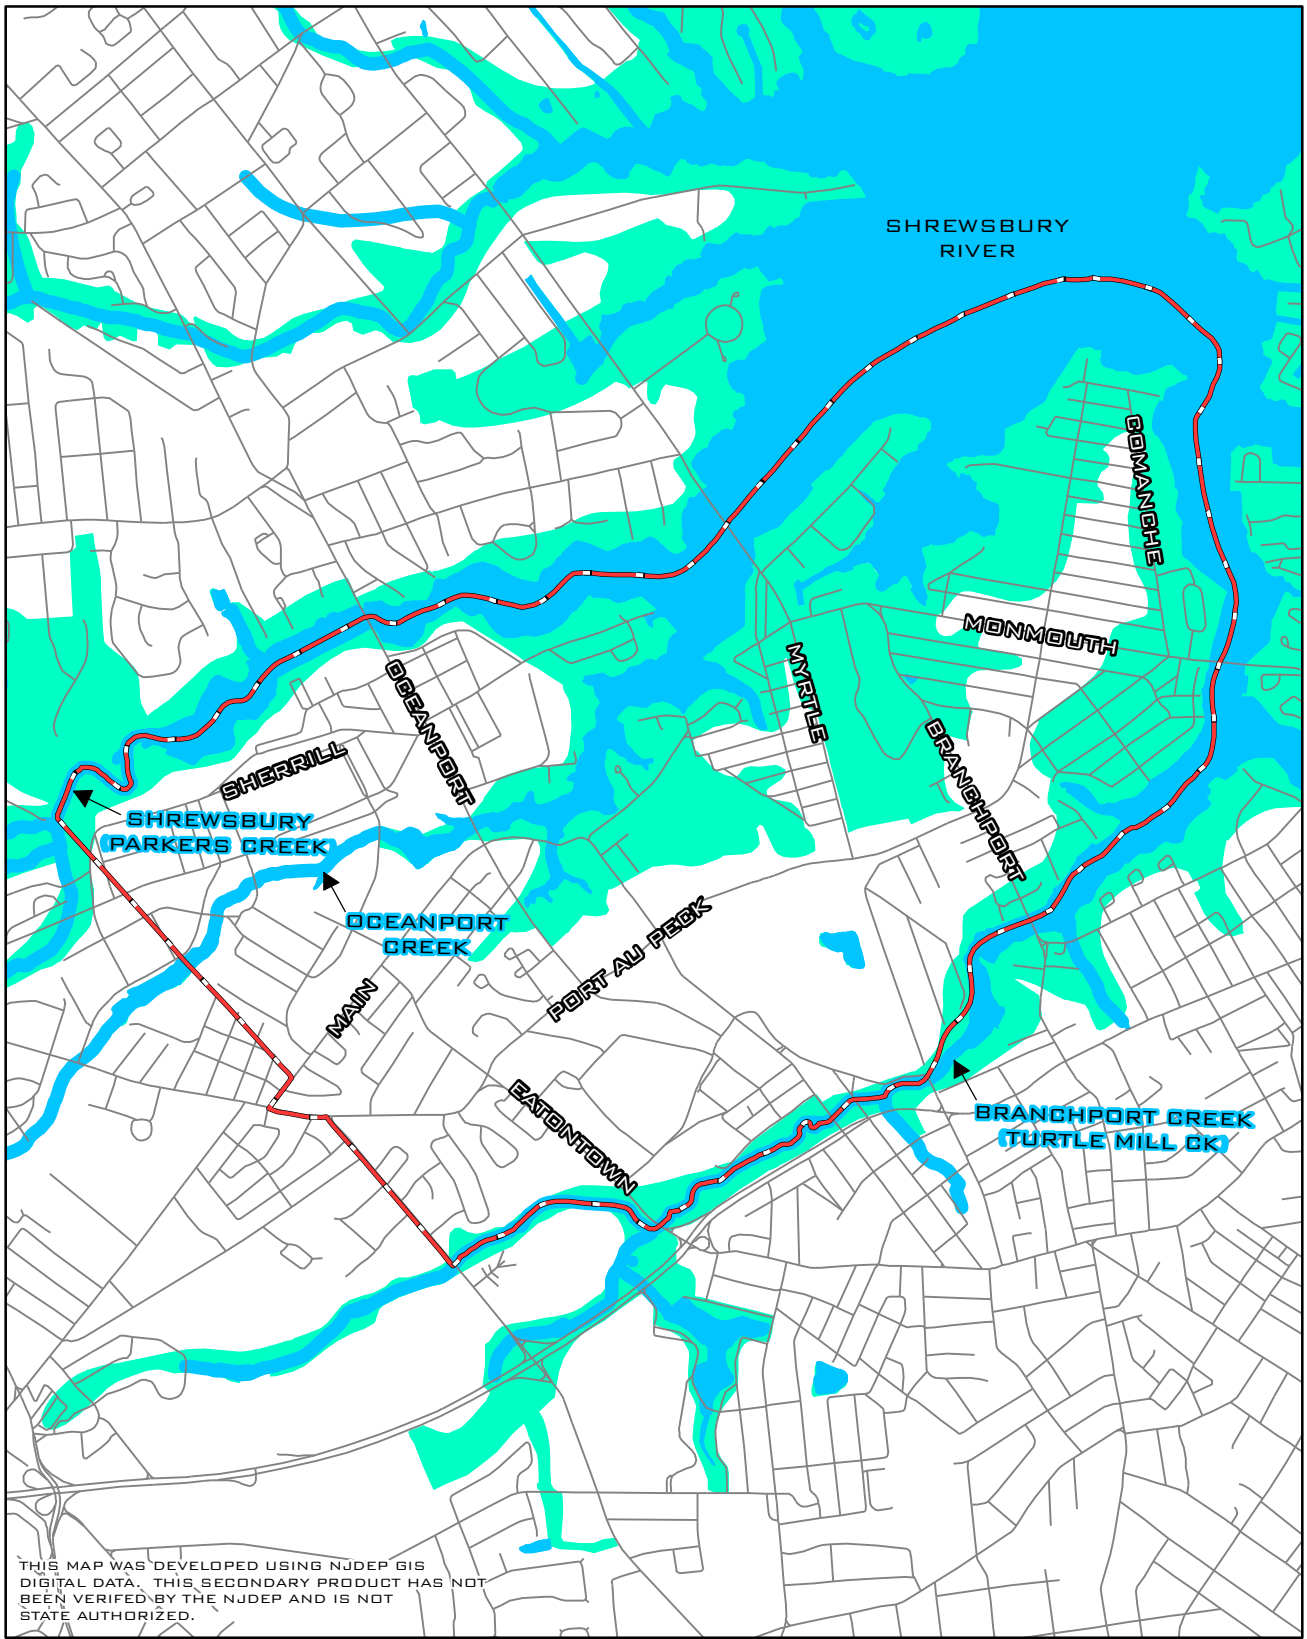 SHREWSBURY
RIVER
COMANCHE
MONMOUTH
MYRTLE
OCEANPORT
BRANCHPORT
SHERRILL
SHREWSBURY
(PARKERS CREEK)
OCEANPORT
CREEK
PORT AU PECK
MAIN
EATONTOWN
BRANCHPORT CREEK
(TURTLE MILL CK)
THIS MAP WAS DEVELOPED USING NJDEP GIS
DIGITAL DATA. THIS SECONDARY PRODUCT HAS NOT
BEEN VERIFED BY THE NJDEP AND IS NOT
STATE AUTHORIZED.